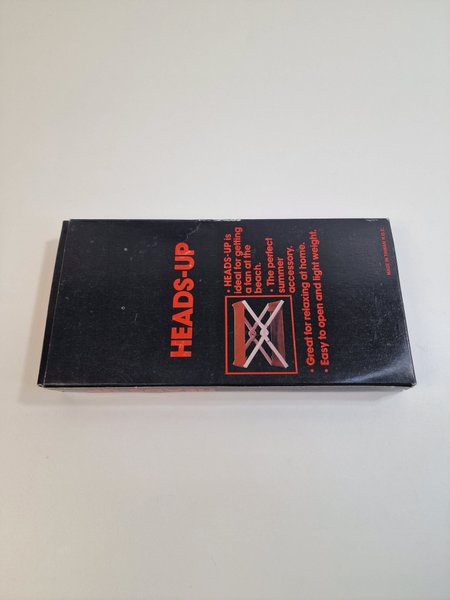 HEADS-UP
• HEADS-UP is
ideal for getting
a tan at the
beach.
• The perfect
summer
accessory.
• Great for relaxing at home.
• Easy to open and light weight.
MADE IN TAIWAN R.O.C.